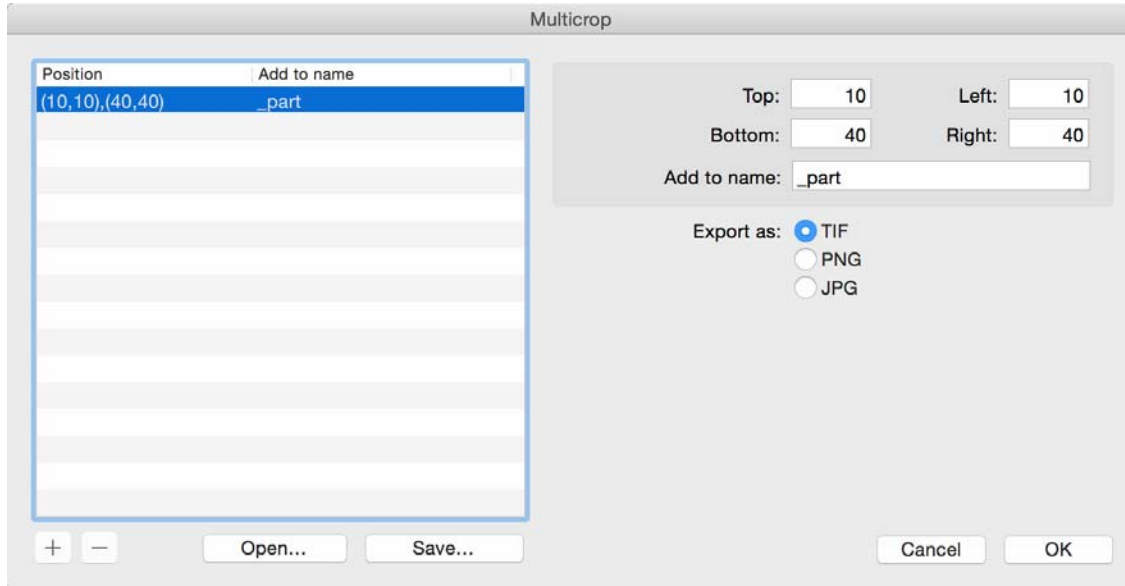 Multicrop
Position Add to name
(10,10),(40,40) _part
Top: 10 Left: 10
Bottom: 40 Right: 40
Add to name: _part
Export as: TIF
PNG
JPG
+ − Open... Save... Cancel OK